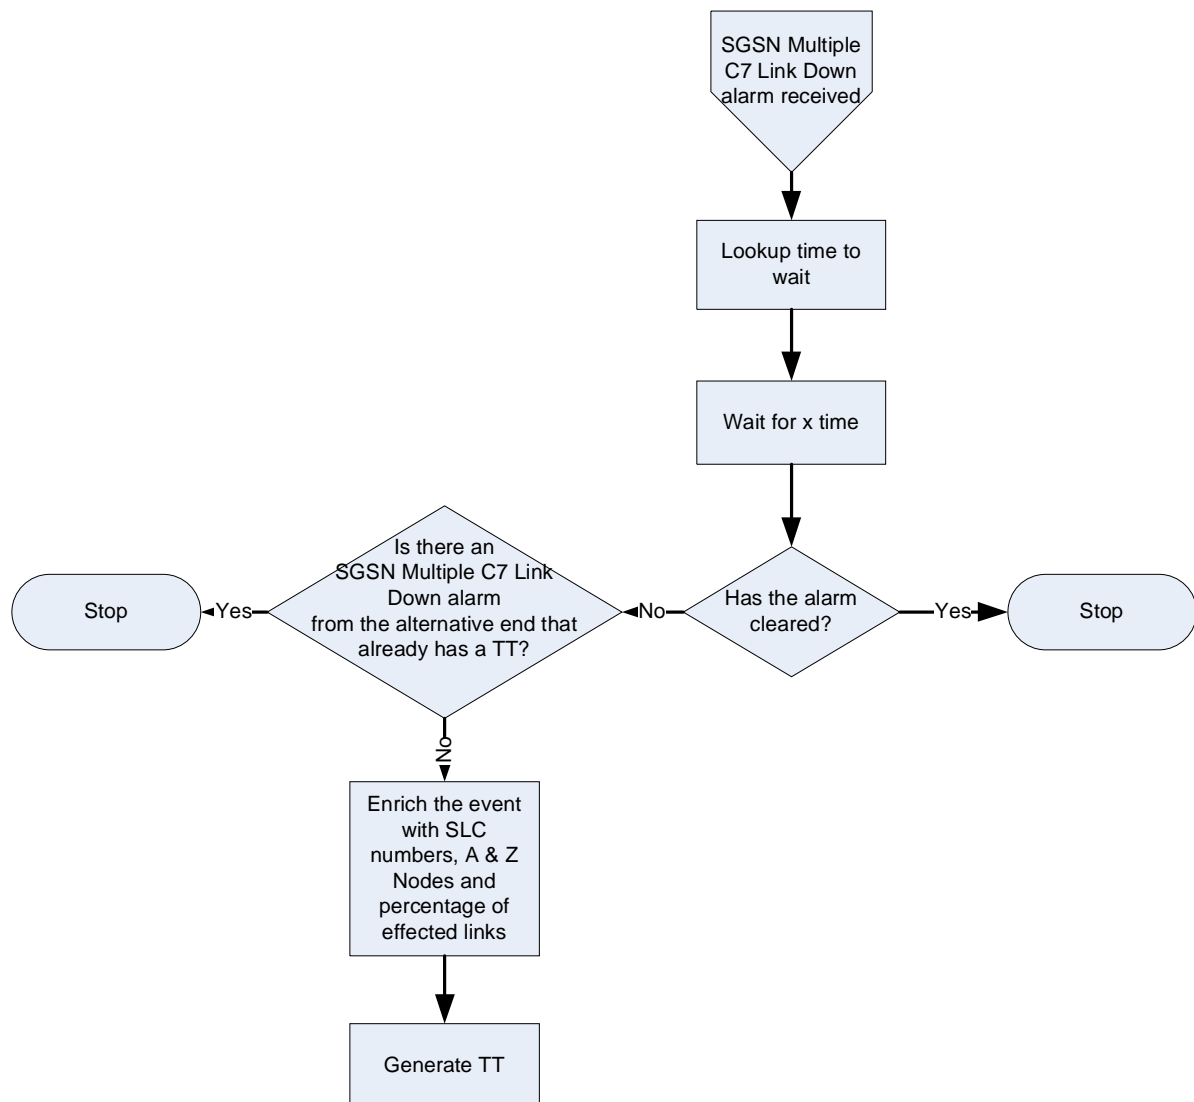 SGSN Multiple
C7 Link Down
alarm received
Lookup time to
wait
Wait for x time
Has the alarm
cleared?
Yes
Stop
No
Is there an
SGSN Multiple C7 Link
Down alarm
from the alternative end that
already has a TT?
Yes
Stop
No
Enrich the event
with SLC
numbers, A & Z
Nodes and
percentage of
effected links
Generate TT